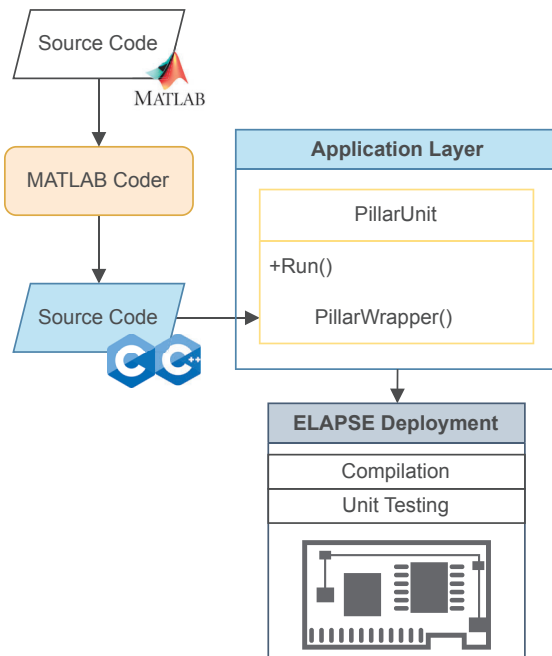 Source Code
MATLAB
MATLAB Coder
Source Code
C C++
Application Layer
PillarUnit
+Run()
PillarWrapper()
ELAPSE Deployment
Compilation
Unit Testing